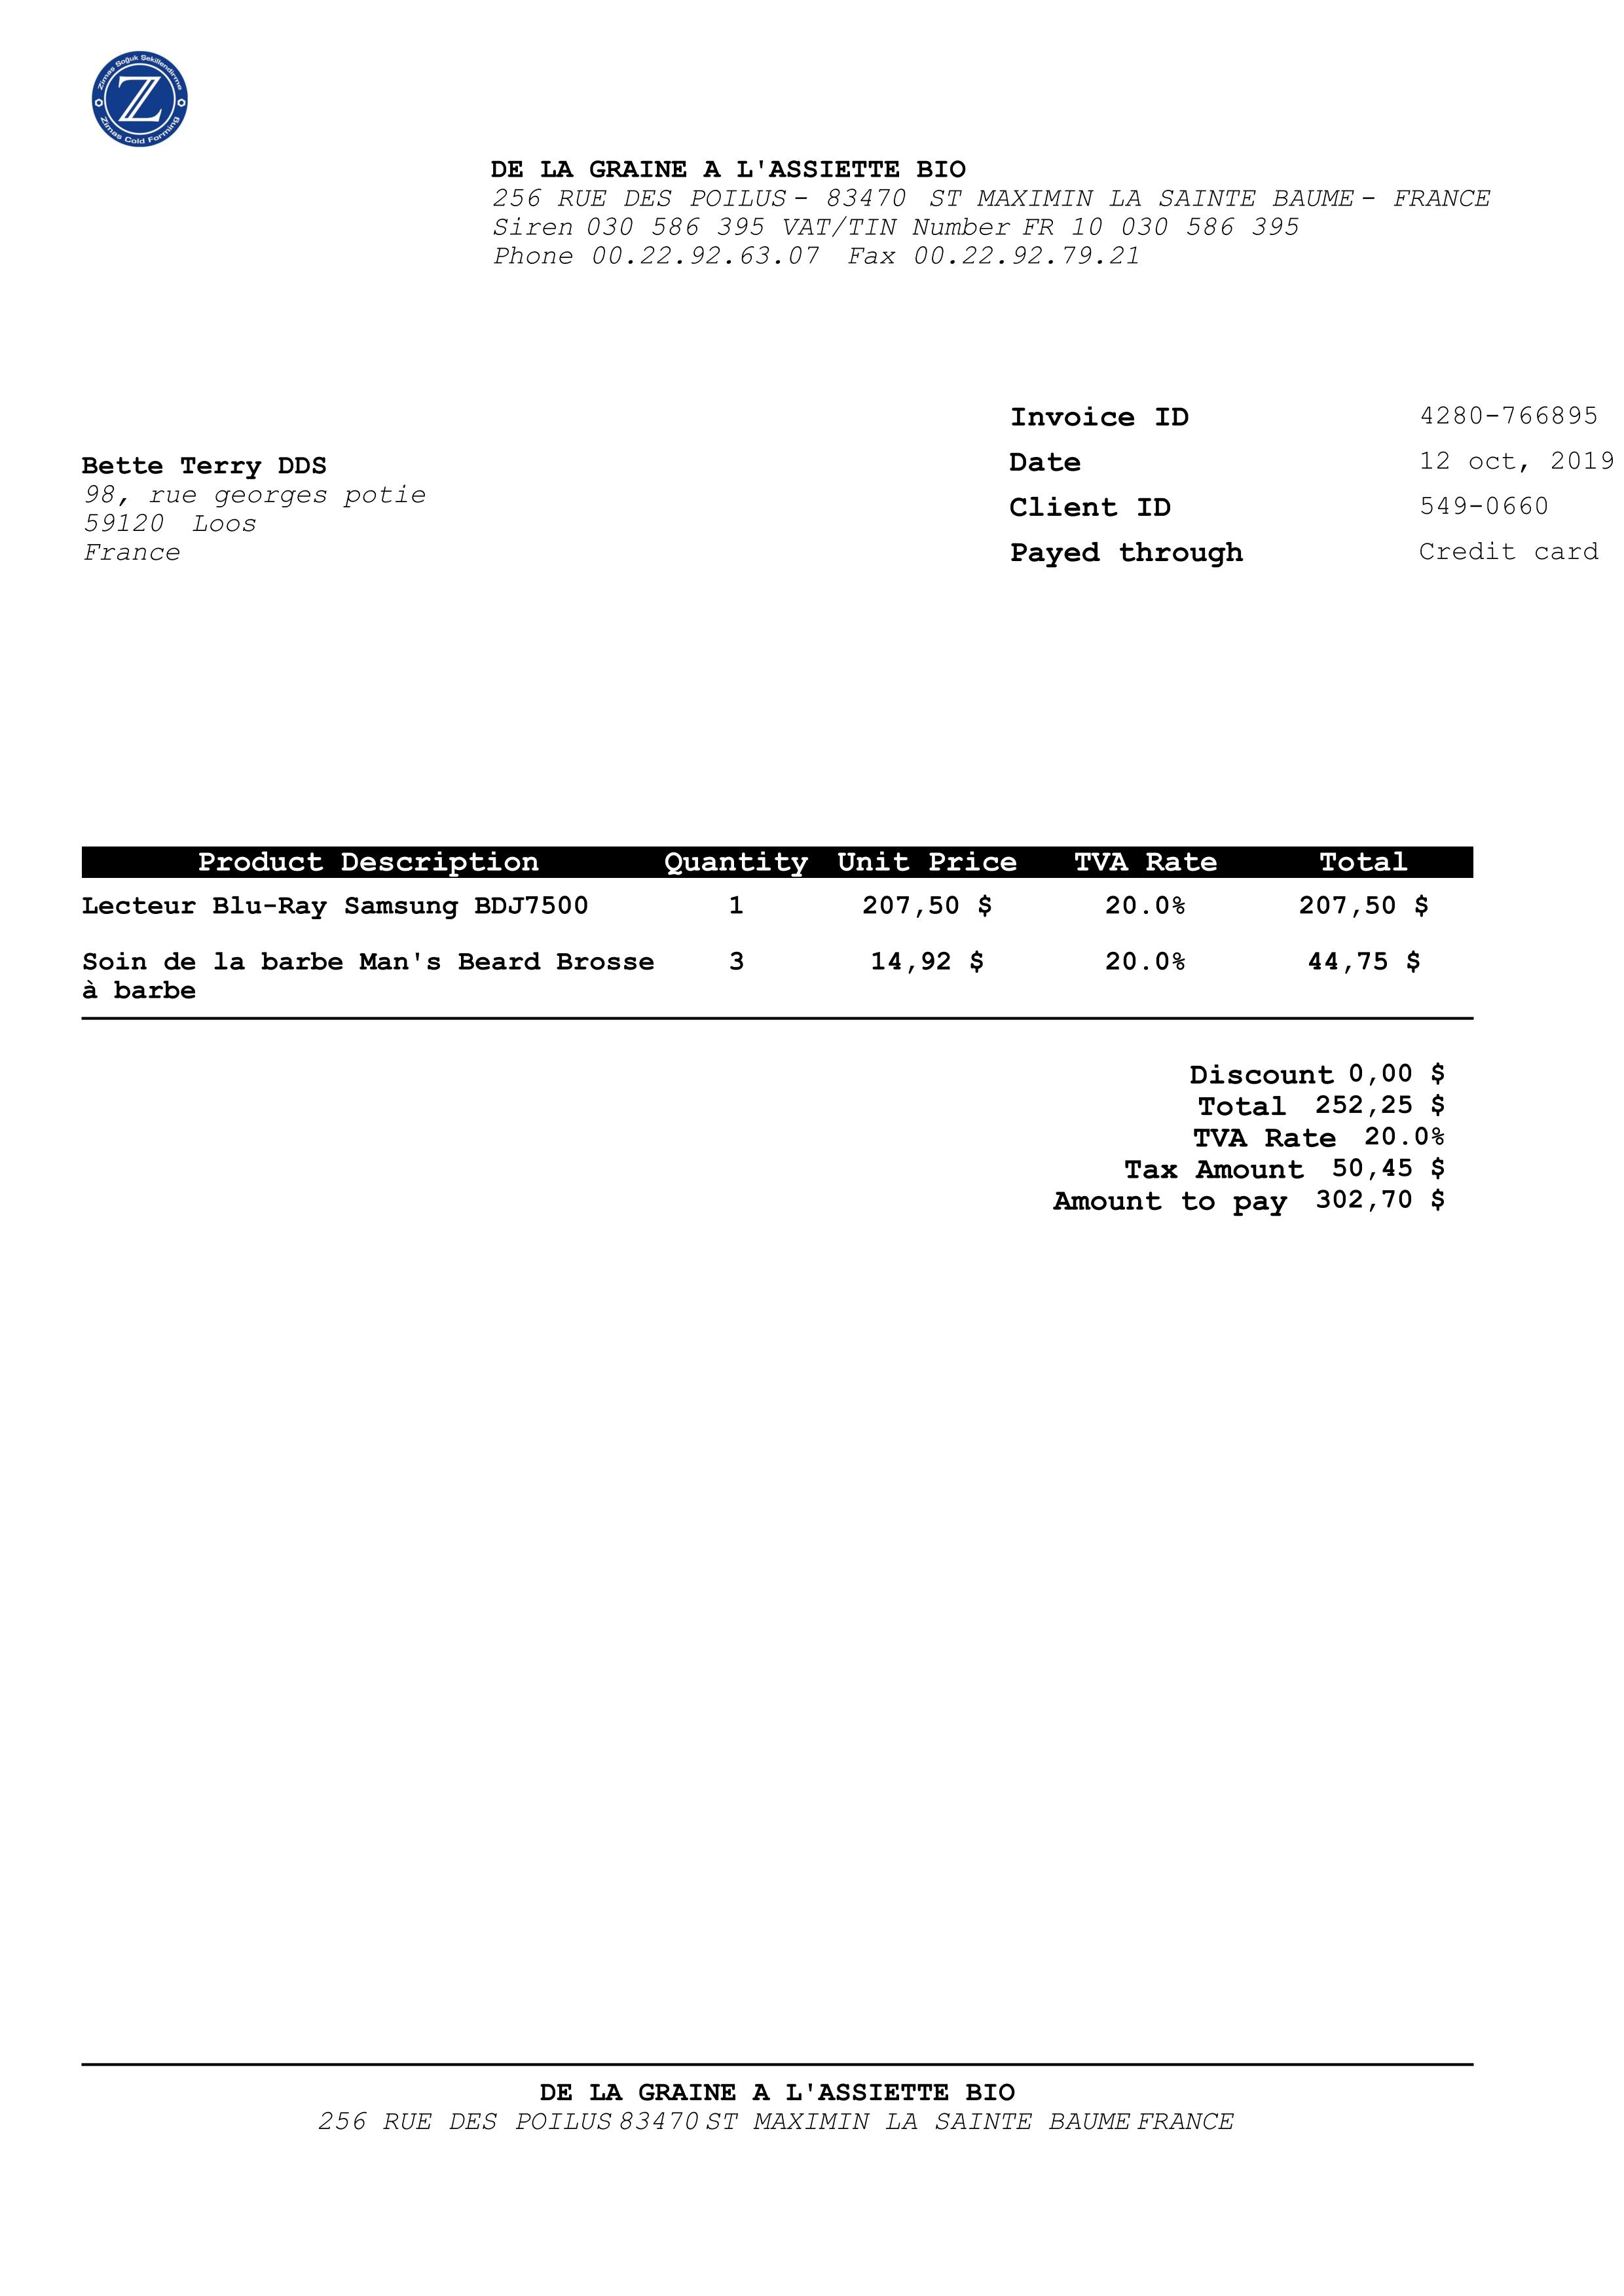 Zimas Soğuk Şekillendirme
Z
Zimas Cold Forming
DE LA GRAINE A L'ASSIETTE BIO
256 RUE DES POILUS - 83470 ST MAXIMIN LA SAINTE BAUME - FRANCE
Siren 030 586 395 VAT/TIN Number FR 10 030 586 395
Phone 00.22.92.63.07 Fax 00.22.92.79.21
Bette Terry DDS
98, rue georges potie
59120 Loos
France
Invoice ID 4280-766895
Date 12 oct, 2019
Client ID 549-0660
Payed through Credit card
Product Description Quantity Unit Price TVA Rate Total
Lecteur Blu-Ray Samsung BDJ7500 1 207,50 $ 20.0% 207,50 $
Soin de la barbe Man's Beard Brosse 3 14,92 $ 20.0% 44,75 $
à barbe
Discount 0,00 $
Total 252,25 $
TVA Rate 20.0%
Tax Amount 50,45 $
Amount to pay 302,70 $
DE LA GRAINE A L'ASSIETTE BIO
256 RUE DES POILUS 83470 ST MAXIMIN LA SAINTE BAUME FRANCE